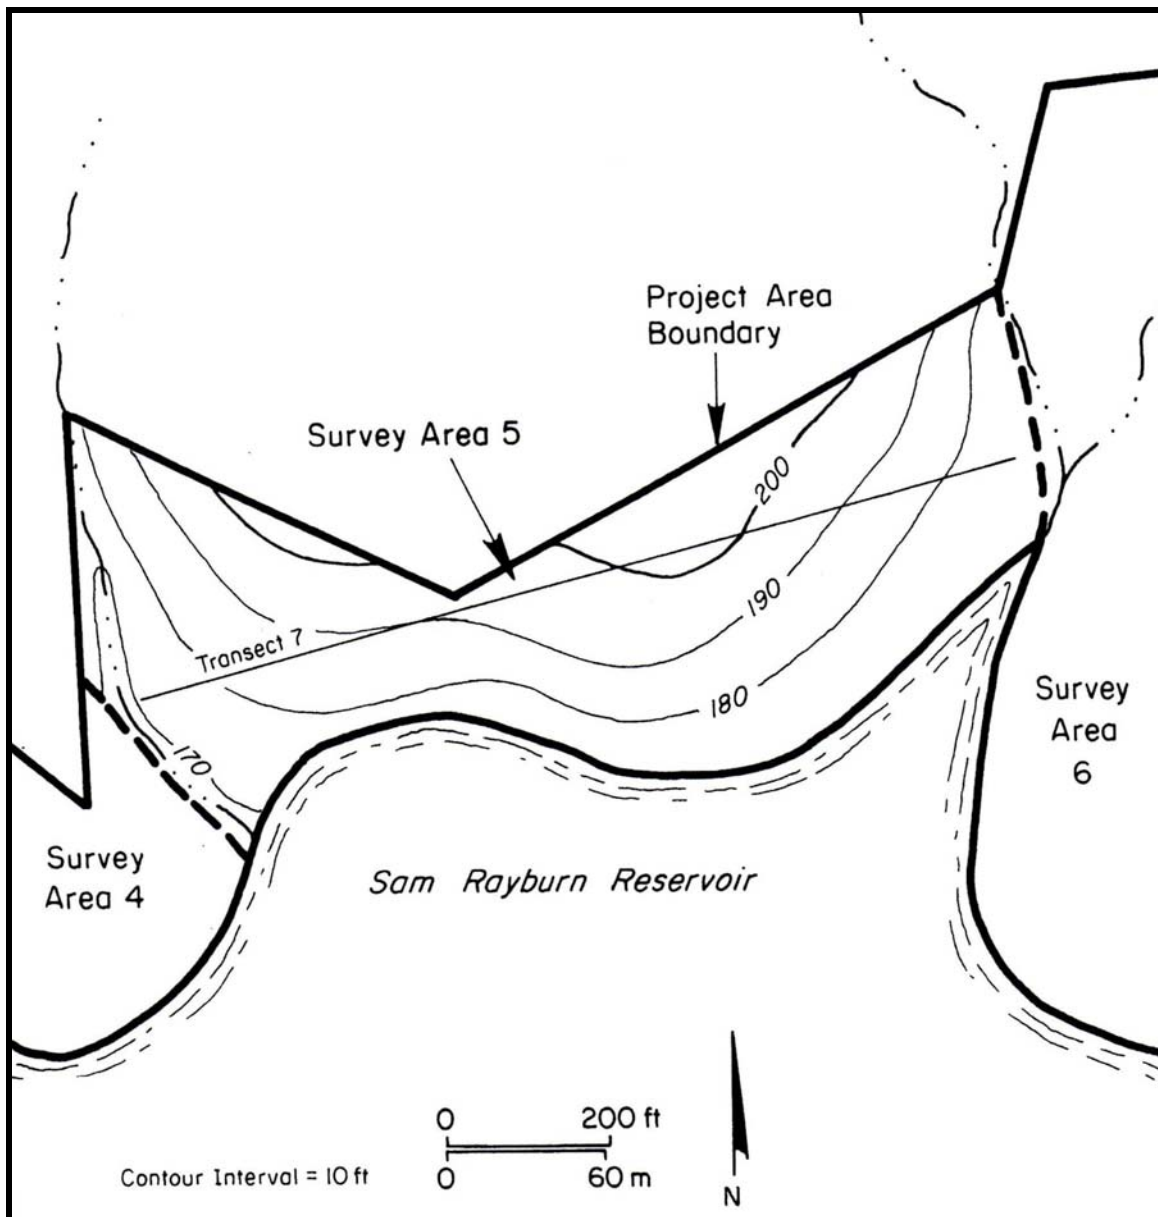 Project Area
Boundary
Survey Area 5
200
190
Transect 7
180
Survey
Area
6
170
Survey
Area 4
Sam Rayburn Reservoir
0 200 ft
0 60 m
Contour Interval = 10 ft
N